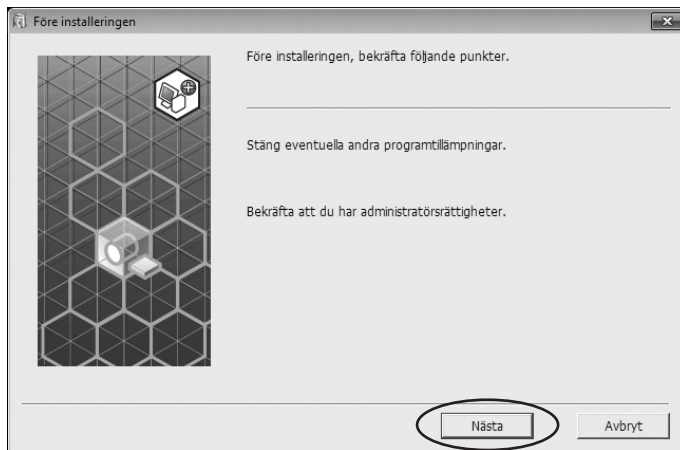 Före installeringen
Före installeringen, bekräfta följande punkter.
Stäng eventuella andra programtillämpningar.
Bekräfta att du har administratörsrättigheter.
Nästa
Avbryt